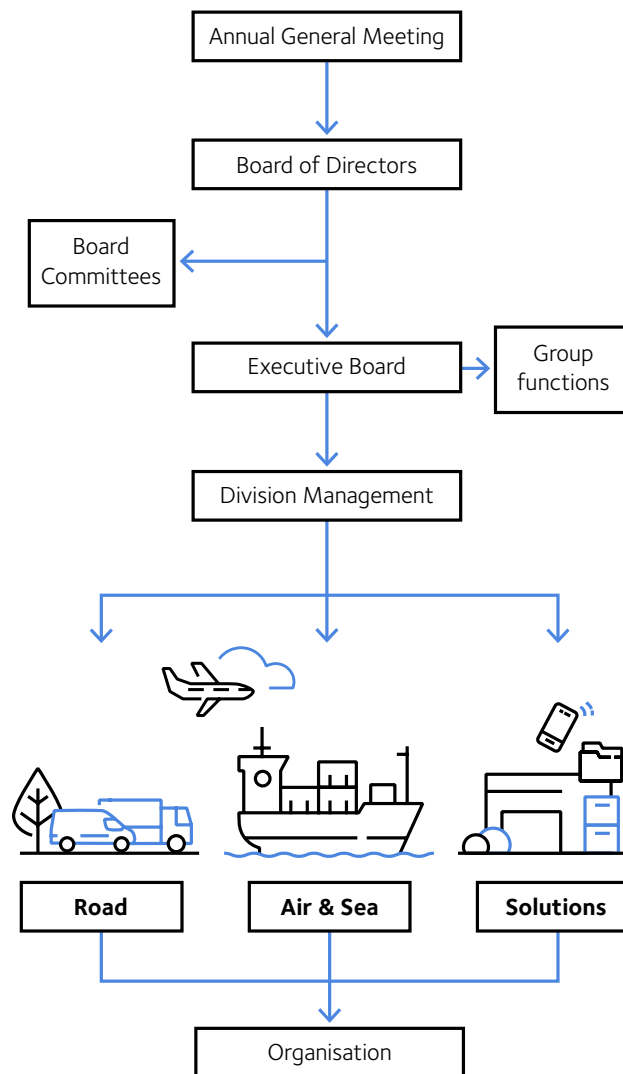 Annual General Meeting
Board of Directors
Board
Committees
Executive Board
Group
functions
Division Management
Road
Air & Sea
Solutions
Organisation